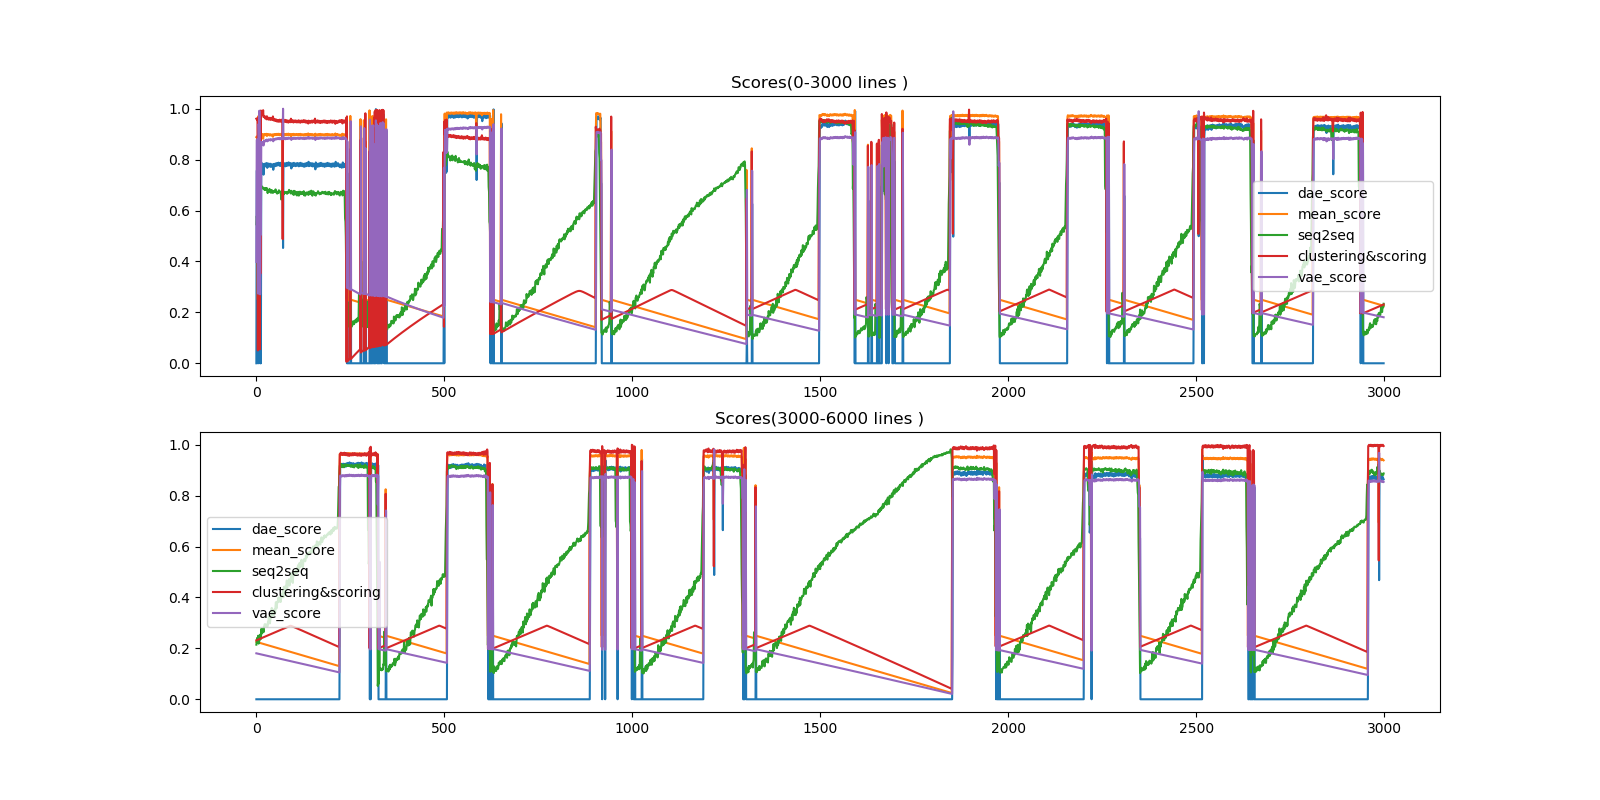 Scores(0-3000 lines )
1.0
0.8
0.6
0.4
0.2
0.0
dae_score
mean_score
seq2seq
clustering&scoring
vae_score
0 500 1000 1500 2000 2500 3000
Scores(3000-6000 lines )
1.0
0.8
0.6
0.4
0.2
0.0
dae_score
mean_score
seq2seq
clustering&scoring
vae_score
0 500 1000 1500 2000 2500 3000